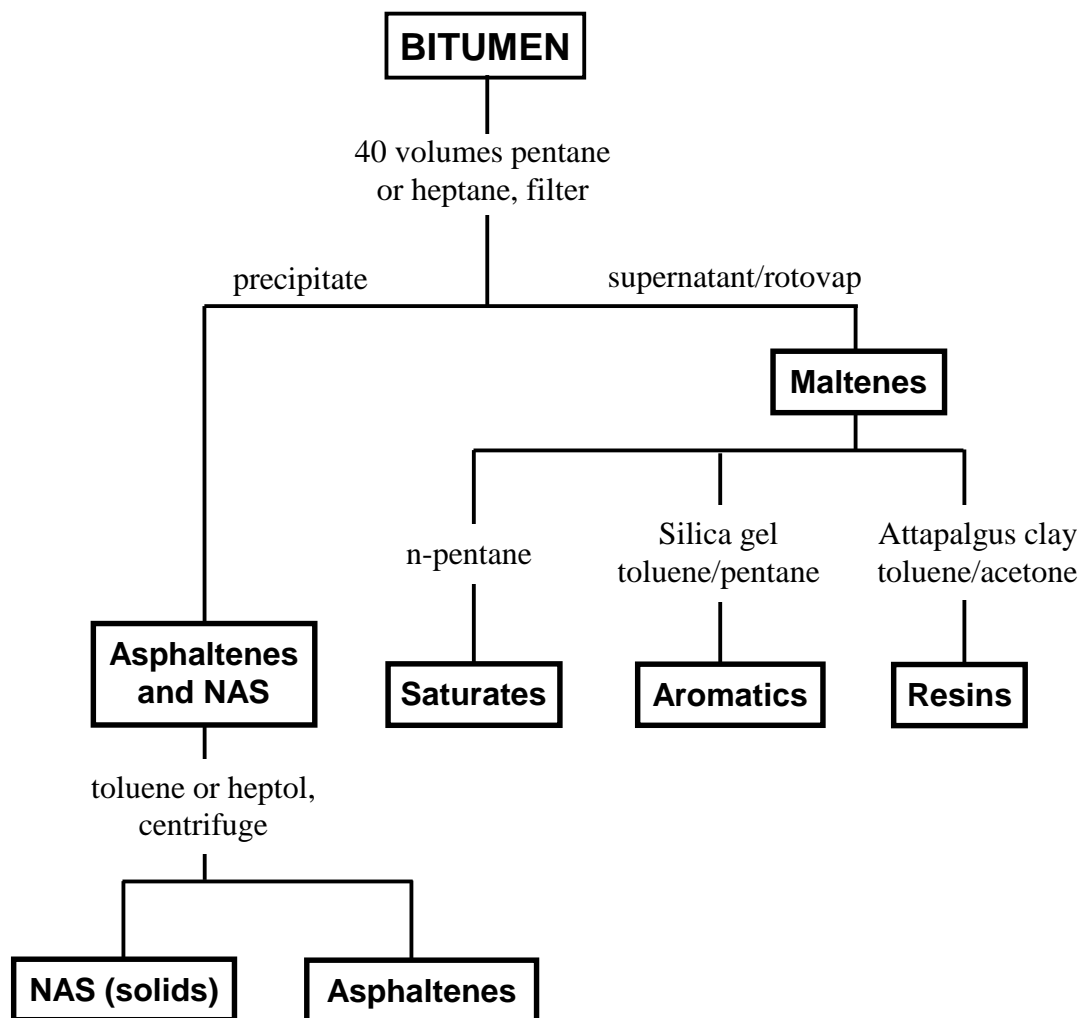 BITUMEN
40 volumes pentane
or heptane, filter
precipitate
supernatant/rotovap
Maltenes
n-pentane
Silica gel
toluene/pentane
Attapalgus clay
toluene/acetone
Asphaltenes
and NAS
Saturates
Aromatics
Resins
toluene or heptol,
centrifuge
NAS (solids)
Asphaltenes